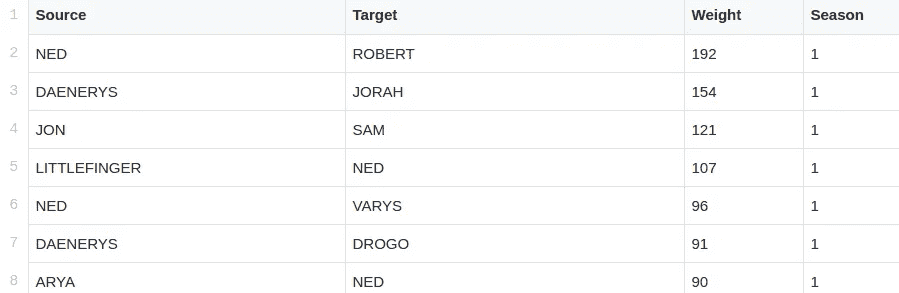 1 Source Target Weight Season
2 NED ROBERT 192 1
3 DAENERYS JORAH 154 1
4 JON SAM 121 1
5 LITTLEFINGER NED 107 1
6 NED VARYS 96 1
7 DAENERYS DROGO 91 1
8 ARYA NED 90 1